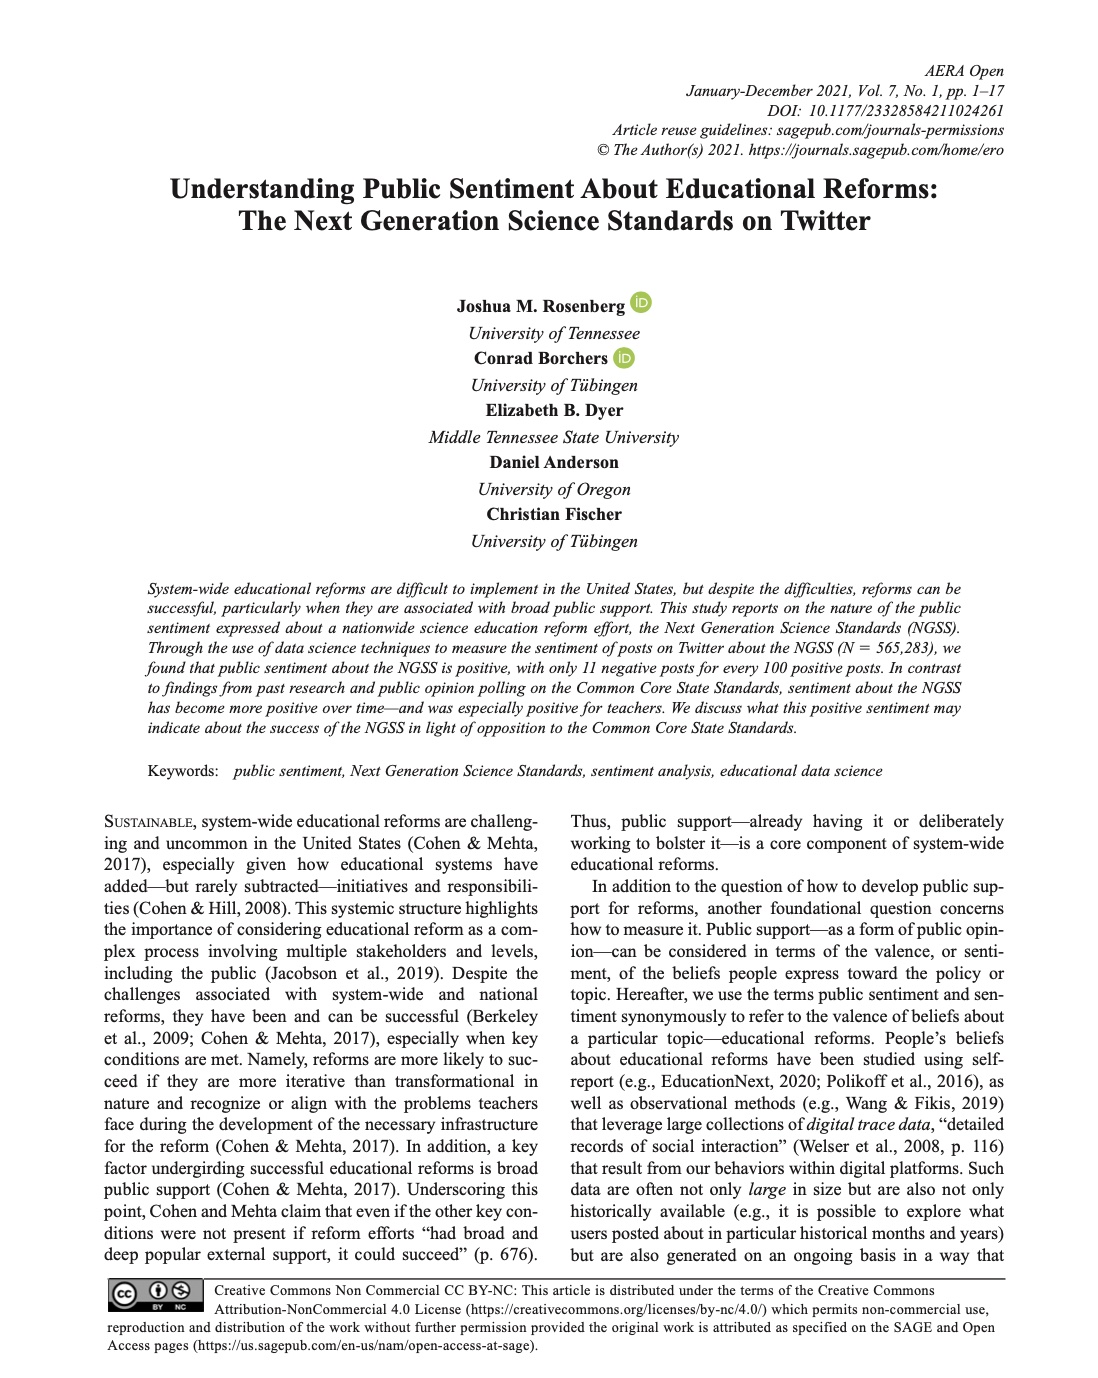 AERA Open
January-December 2021, Vol. 7, No. 1, pp. 1–17
DOI: 10.1177/23328584211024261
Article reuse guidelines: sagepub.com/journals-permissions
© The Author(s) 2021. https://journals.sagepub.com/home/ero
Understanding Public Sentiment About Educational Reforms:
The Next Generation Science Standards on Twitter
Joshua M. Rosenberg iD
University of Tennessee
Conrad Borchers iD
University of Tübingen
Elizabeth B. Dyer
Middle Tennessee State University
Daniel Anderson
University of Oregon
Christian Fischer
University of Tübingen
System-wide educational reforms are difficult to implement in the United States, but despite the difficulties, reforms can be
successful, particularly when they are associated with broad public support. This study reports on the nature of the public
sentiment expressed about a nationwide science education reform effort, the Next Generation Science Standards (NGSS).
Through the use of data science techniques to measure the sentiment of posts on Twitter about the NGSS (N = 565,283), we
found that public sentiment about the NGSS is positive, with only 11 negative posts for every 100 positive posts. In contrast
to findings from past research and public opinion polling on the Common Core State Standards, sentiment about the NGSS
has become more positive over time—and was especially positive for teachers. We discuss what this positive sentiment may
indicate about the success of the NGSS in light of opposition to the Common Core State Standards.
Keywords: public sentiment, Next Generation Science Standards, sentiment analysis, educational data science
Sustainable, system-wide educational reforms are challeng-
ing and uncommon in the United States (Cohen & Mehta,
2017), especially given how educational systems have
added—but rarely subtracted—initiatives and responsibili-
ties (Cohen & Hill, 2008). This systemic structure highlights
the importance of considering educational reform as a com-
plex process involving multiple stakeholders and levels,
including the public (Jacobson et al., 2019). Despite the
challenges associated with system-wide and national
reforms, they have been and can be successful (Berkeley
et al., 2009; Cohen & Mehta, 2017), especially when key
conditions are met. Namely, reforms are more likely to suc-
ceed if they are more iterative than transformational in
nature and recognize or align with the problems teachers
face during the development of the necessary infrastructure
for the reform (Cohen & Mehta, 2017). In addition, a key
factor undergirding successful educational reforms is broad
public support (Cohen & Mehta, 2017). Underscoring this
point, Cohen and Mehta claim that even if the other key con-
ditions were not present if reform efforts “had broad and
deep popular external support, it could succeed” (p. 676).
Thus, public support—already having it or deliberately
working to bolster it—is a core component of system-wide
educational reforms.
In addition to the question of how to develop public sup-
port for reforms, another foundational question concerns
how to measure it. Public support—as a form of public opin-
ion—can be considered in terms of the valence, or senti-
ment, of the beliefs people express toward the policy or
topic. Hereafter, we use the terms public sentiment and sen-
timent synonymously to refer to the valence of beliefs about
a particular topic—educational reforms. People’s beliefs
about educational reforms have been studied using self-
report (e.g., EducationNext, 2020; Polikoff et al., 2016), as
well as observational methods (e.g., Wang & Fikis, 2019)
that leverage large collections of digital trace data, “detailed
records of social interaction” (Welser et al., 2008, p. 116)
that result from our behaviors within digital platforms. Such
data are often not only large in size but are also not only
historically available (e.g., it is possible to explore what
users posted about in particular historical months and years)
but are also generated on an ongoing basis in a way that
cc BY NC
Creative Commons Non Commercial CC BY-NC: This article is distributed under the terms of the Creative Commons
Attribution-NonCommercial 4.0 License (https://creativecommons.org/licenses/by-nc/4.0/) which permits non-commercial use,
reproduction and distribution of the work without further permission provided the original work is attributed as specified on the SAGE and Open
Access pages (https://us.sagepub.com/en-us/nam/open-access-at-sage).